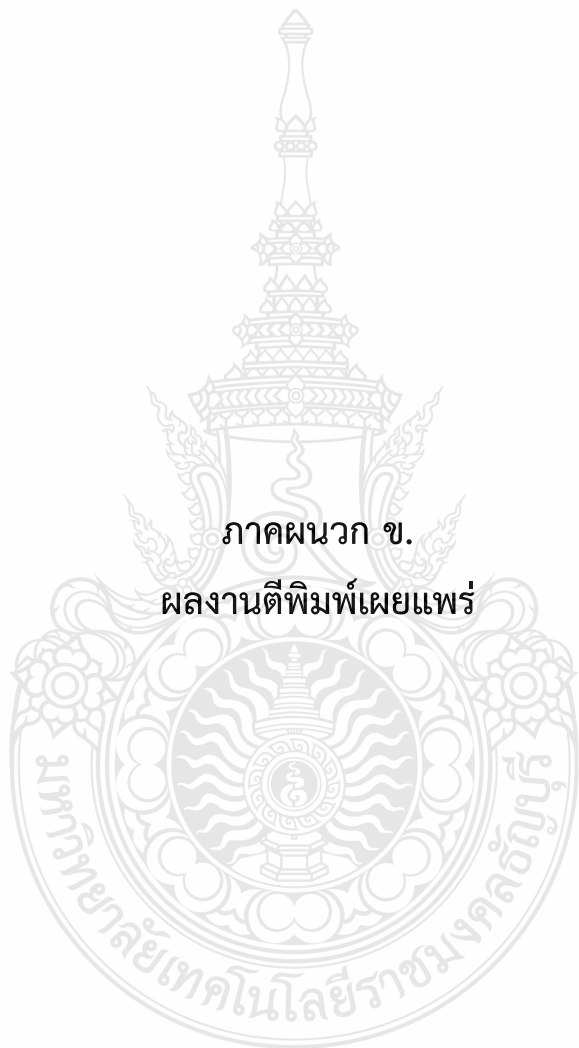 ภาคผนวก ข.
ผลงานตีพิมพ์เผยแพร่
มหาวิทยาลัยเทคโนโลยีราชมงคลธัญบุรี